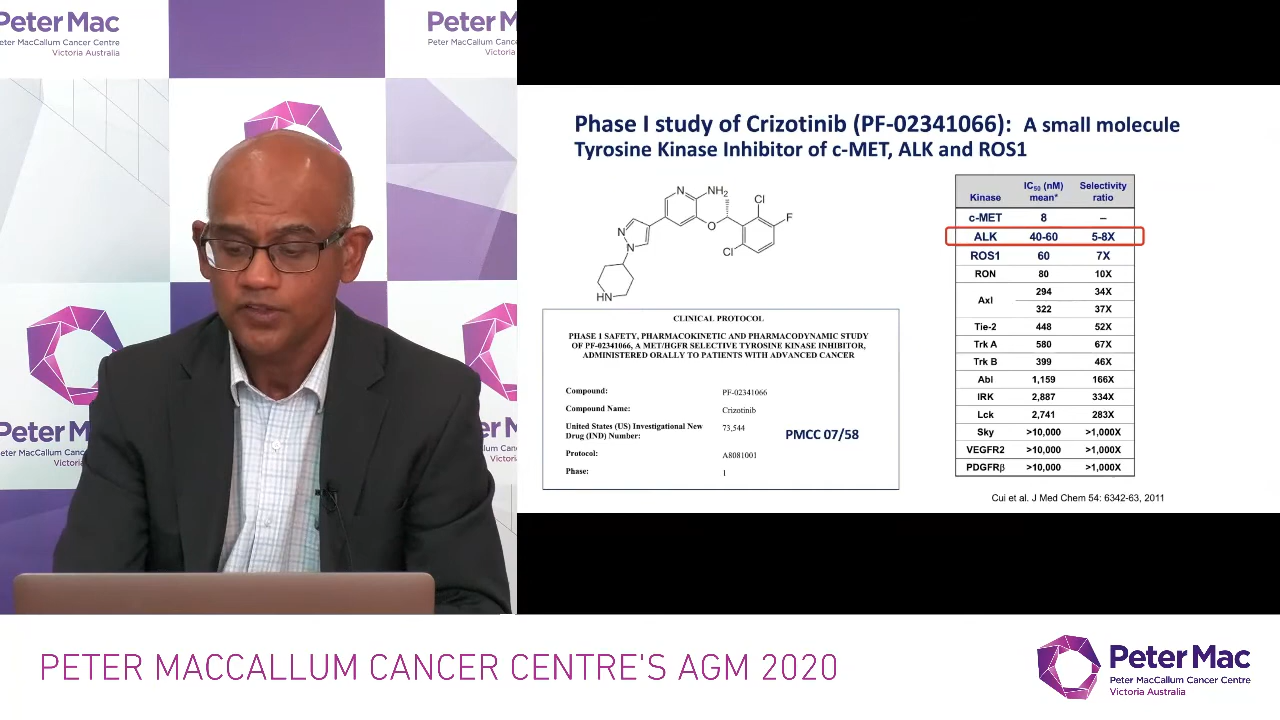 Peter Mac
eter MacCallum Cancer Centre
Victoria Australia
Peter M
Peter MacCallum Cancer
Victoria
Peter Mac
eter MacCallum Cancer Centre
Victoria
er M
lum Cancer
Victoria
Phase I study of Crizotinib (PF-02341066): A small molecule
Tyrosine Kinase Inhibitor of c-MET, ALK and ROS1
N
NH2
Cl
F
O
Cl
N
N
HN
CLINICAL PROTOCOL
PHASE 1 SAFETY, PHARMACOKINETIC AND PHARMACODYNAMIC STUDY
OF PF-02341066, A MET/HGFR SELECTIVE TYROSINE KINASE INHIBITOR,
ADMINISTERED ORALLY TO PATIENTS WITH ADVANCED CANCER
Compound: PF-02341066
Compound Name: Crizotinib
United States (US) Investigational New 73,544
Drug (IND) Number:
Protocol: A8081001
Phase: 1
PMCC 07/58
Kinase IC50 (nM) mean* Selectivity ratio
c-MET 8 –
ALK 40-60 5-8X
ROS1 60 7X
RON 80 10X
Axl 294 34X
322 37X
Tie-2 448 52X
Trk A 580 67X
Trk B 399 46X
Abl 1,159 166X
IRK 2,887 334X
Lck 2,741 283X
Sky >10,000 >1,000X
VEGFR2 >10,000 >1,000X
PDGFRβ >10,000 >1,000X
Cui et al. J Med Chem 54: 6342-63, 2011
PETER MACCALLUM CANCER CENTRE'S AGM 2020
Peter Mac
Peter MacCallum Cancer Centre
Victoria Australia